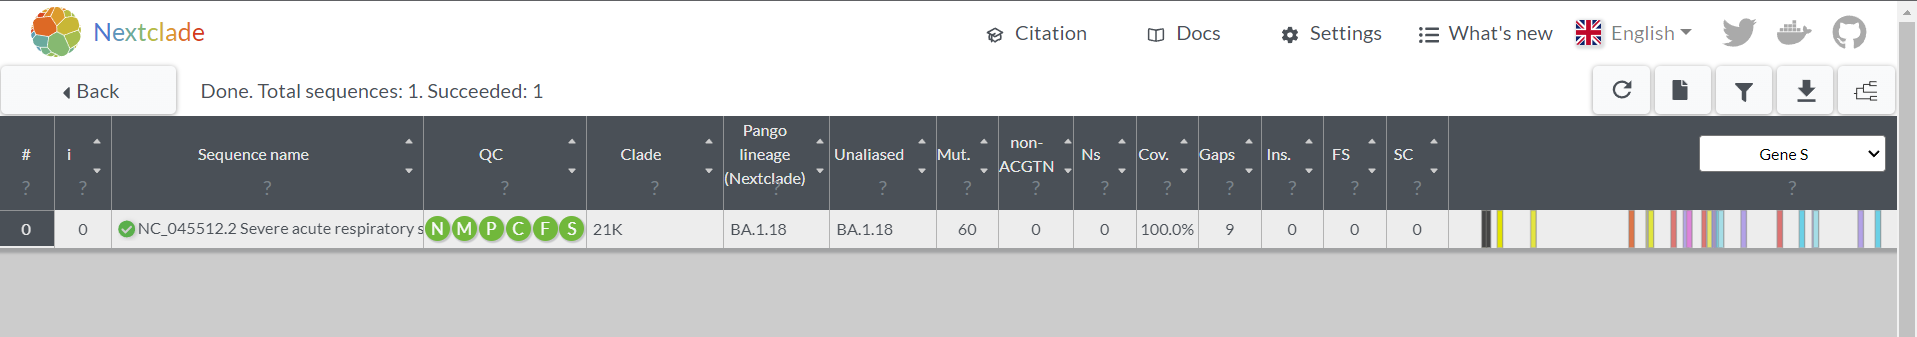 Nextclade
Citation
Docs
Settings
What's new
English
Back
Done. Total sequences: 1. Succeeded: 1
#
?
i
?
Sequence name
?
QC
?
Clade
?
Pango
lineage
(Nextclade)
?
Unaliased
?
Mut.
?
non-
ACGTN
?
Ns
?
Cov.
?
Gaps
?
Ins.
?
FS
?
SC
?
Gene S
?
0
0
NC_045512.2 Severe acute respiratory s
N M P C F S
21K
BA.1.18
BA.1.18
60
0
0
100.0%
9
0
0
0